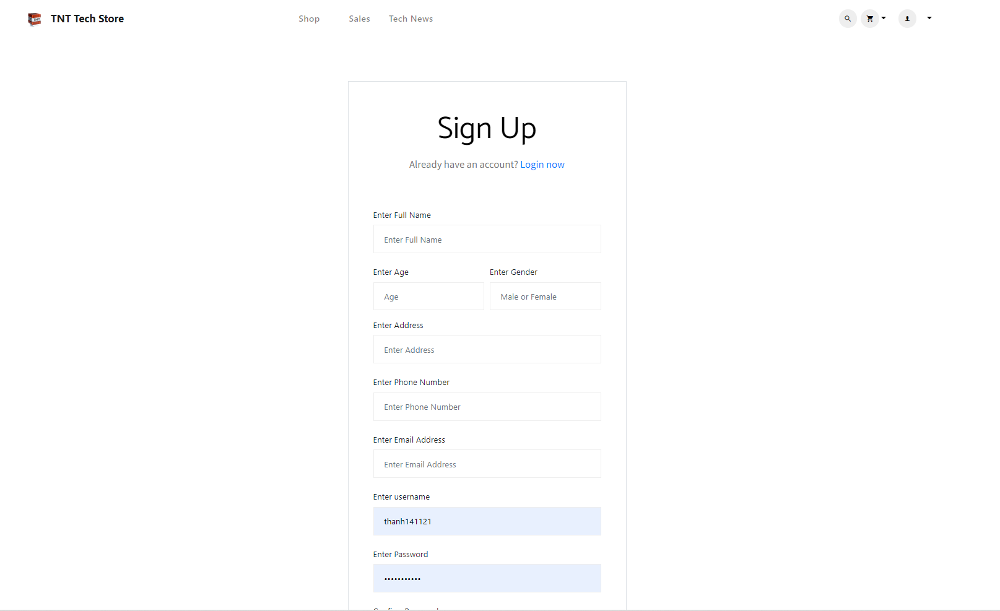 TNT Tech Store
Shop Sales Tech News
Sign Up
Already have an account? Login now
Enter Full Name
Enter Full Name
Enter Age Enter Gender
Age Male or Female
Enter Address
Enter Address
Enter Phone Number
Enter Phone Number
Enter Email Address
Enter Email Address
Enter username
thanh141121
Enter Password
•••••••••••